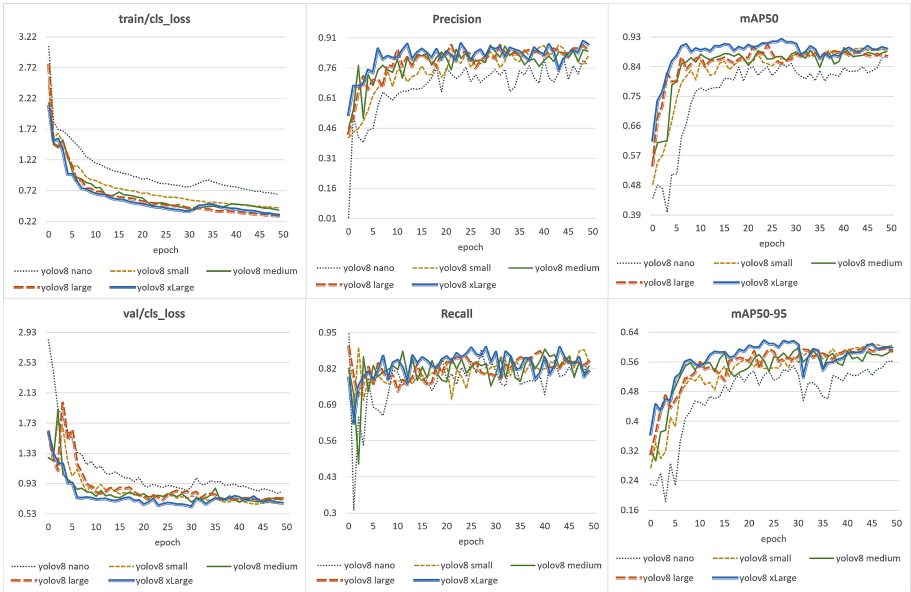 train/cls_loss
3.22
2.72
2.22
1.72
1.22
0.72
0.22
0 5 10 15 20 25 30 35 40 45 50
epoch
yolov8 nano yolov8 small yolov8 medium
yolov8 large yolov8 xLarge
Precision
0.91
0.76
0.61
0.46
0.31
0.16
0.01
0 5 10 15 20 25 30 35 40 45 50
epoch
yolov8 nano yolov8 small yolov8 medium
yolov8 large yolov8 xLarge
mAP50
0.93
0.84
0.75
0.66
0.57
0.48
0.39
0 5 10 15 20 25 30 35 40 45 50
epoch
yolov8 nano yolov8 small yolov8 medium
yolov8 large yolov8 xLarge
val/cls_loss
2.93
2.53
2.13
1.73
1.33
0.93
0.53
0 5 10 15 20 25 30 35 40 45 50
epoch
yolov8 nano yolov8 small yolov8 medium
yolov8 large yolov8 xLarge
Recall
0.95
0.82
0.69
0.56
0.43
0.3
0 5 10 15 20 25 30 35 40 45 50
epoch
yolov8 nano yolov8 small yolov8 medium
yolov8 large yolov8 xLarge
mAP50-95
0.64
0.56
0.48
0.4
0.32
0.24
0.16
0 5 10 15 20 25 30 35 40 45 50
epoch
yolov8 nano yolov8 small yolov8 medium
yolov8 large yolov8 xLarge